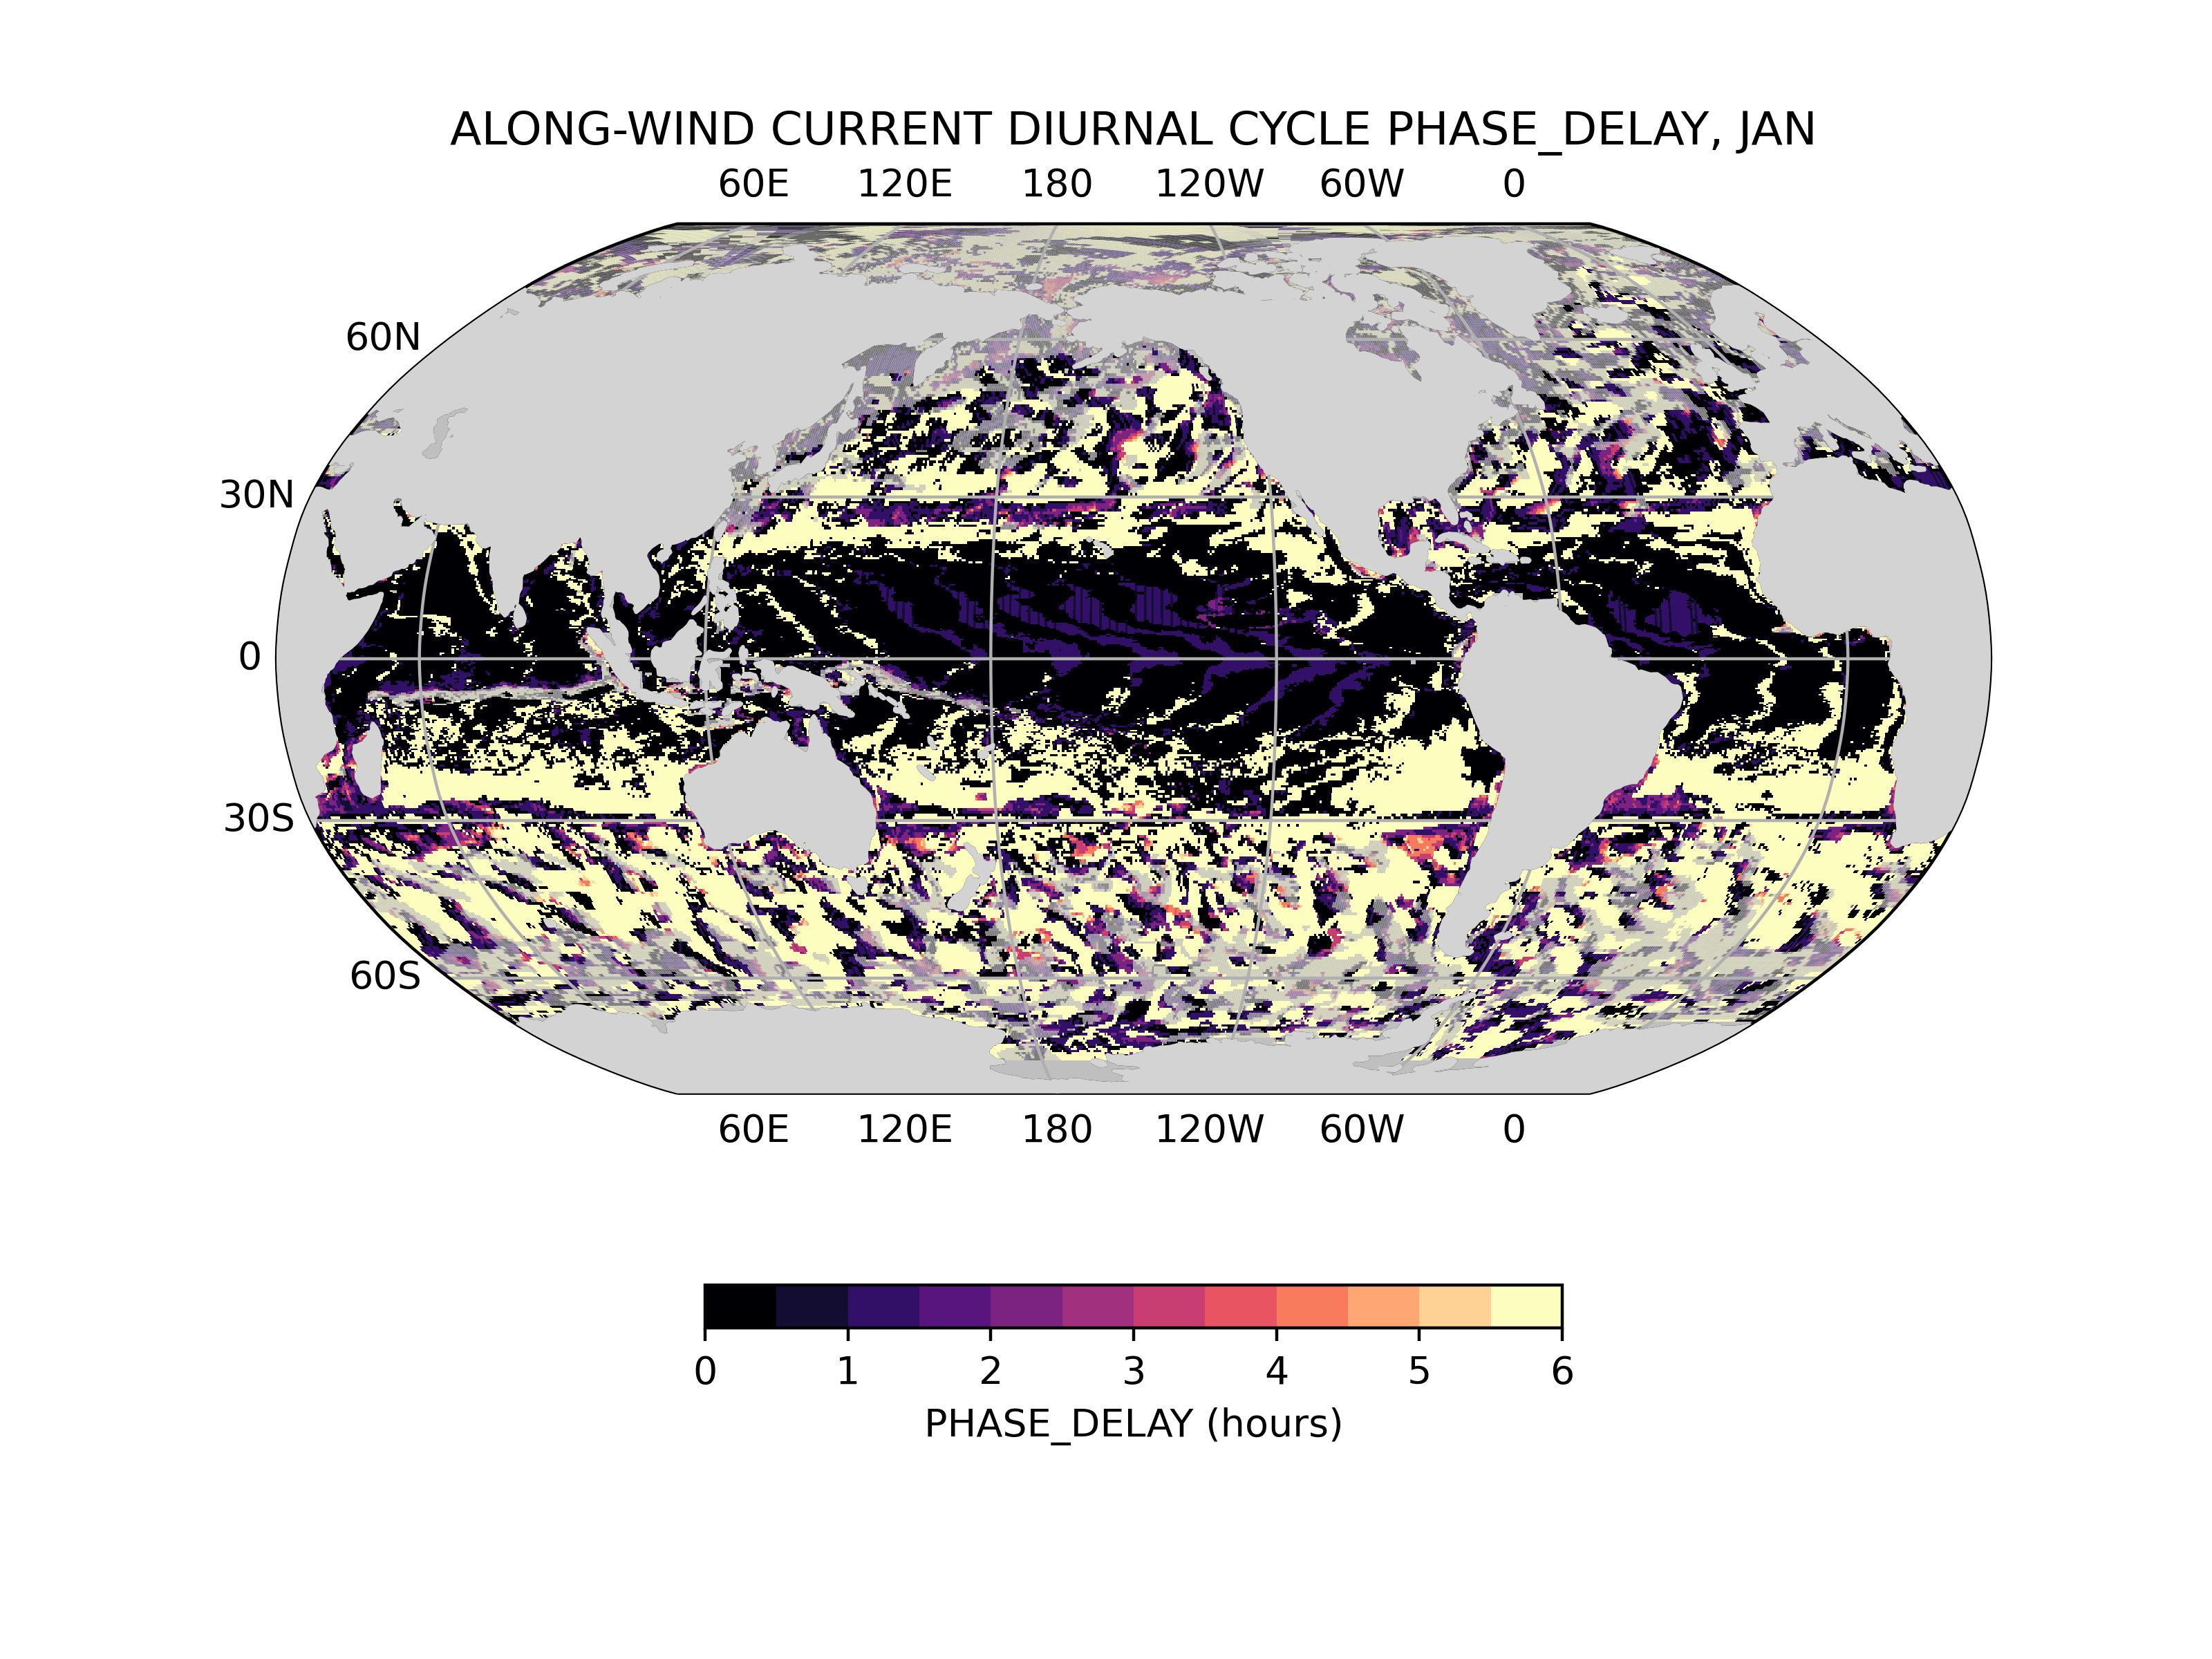 ALONG-WIND CURRENT DIURNAL CYCLE PHASE_DELAY, JAN
60E 120E 180 120W 60W 0
60N
30N
0
30S
60S
60E 120E 180 120W 60W 0
0 1 2 3 4 5 6
PHASE_DELAY (hours)